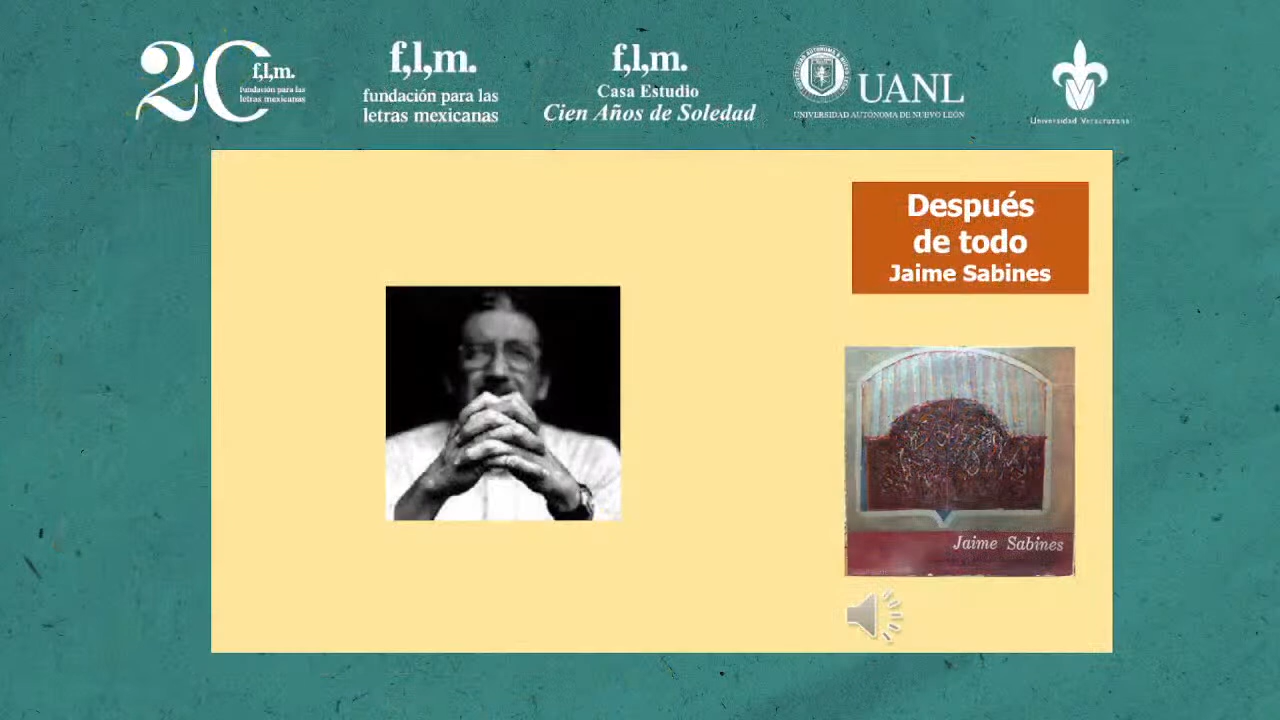 20
f,l,m.
fundación para las
letras mexicanas
f,l,m.
fundación para las
letras mexicanas
f,l,m.
Casa Estudio
Cien Años de Soledad
UANL
UNIVERSIDAD AUTÓNOMA DE NUEVO LEÓN
Universidad Veracruzana
Después
de todo
Jaime Sabines
Jaime Sabines